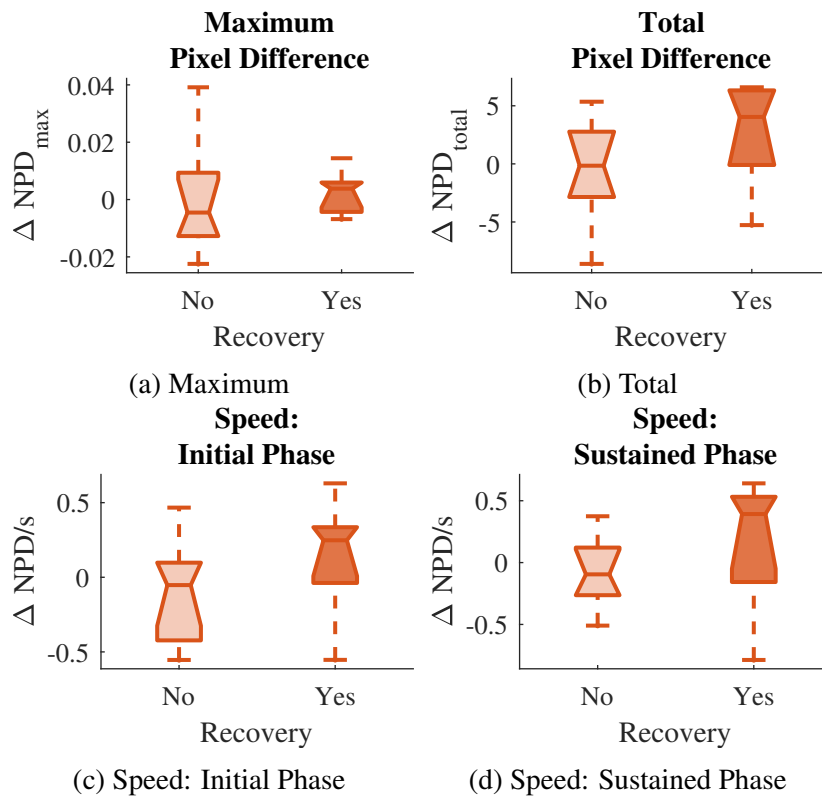 Maximum
Pixel Difference
Δ NPD_max
0.04
0.02
0
-0.02
No Yes
Recovery
(a) Maximum
Total
Pixel Difference
Δ NPD_total
5
0
-5
No Yes
Recovery
(b) Total
Speed:
Initial Phase
Δ NPD/s
0.5
0
-0.5
No Yes
Recovery
(c) Speed: Initial Phase
Speed:
Sustained Phase
Δ NPD/s
0.5
0
-0.5
No Yes
Recovery
(d) Speed: Sustained Phase